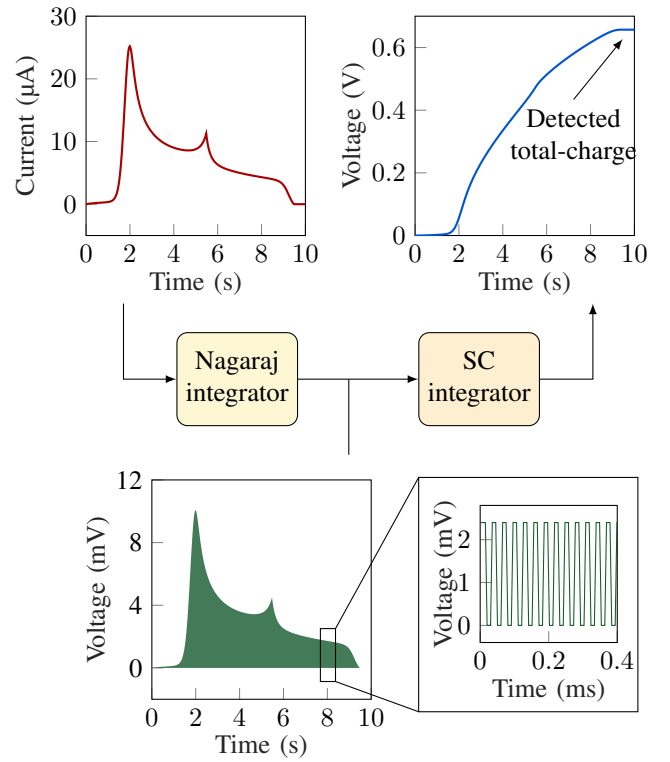 30
20
10
0
Current (µA)
0 2 4 6 8 10
Time (s)
0.6
0.4
0.2
0
Voltage (V)
Detected
total-charge
0 2 4 6 8 10
Time (s)
Nagaraj
integrator
SC
integrator
12
8
4
0
Voltage (mV)
0 2 4 6 8 10
Time (s)
2
1
0
Voltage (mV)
0 0.2 0.4
Time (ms)